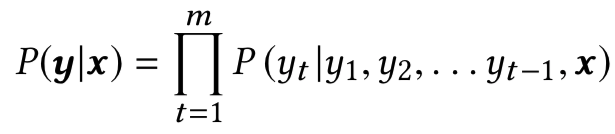 P(y|x) = ∏_{t=1}^{m} P (y_t|y_1, y_2, . . . y_{t−1}, x)